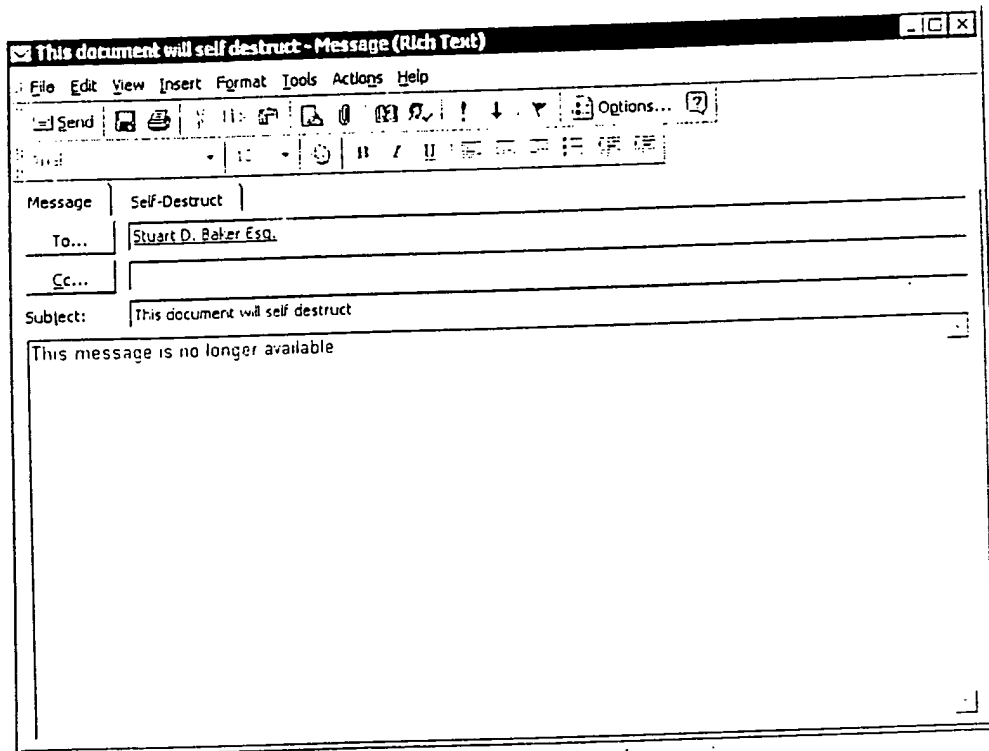 This document will self destruct - Message (Rich Text)
File Edit View Insert Format Tools Actions Help
Send Options...
B I U
Message Self-Destruct
To... Stuart D. Baker Esq.
Cc...
Subject: This document will self destruct
This message is no longer available